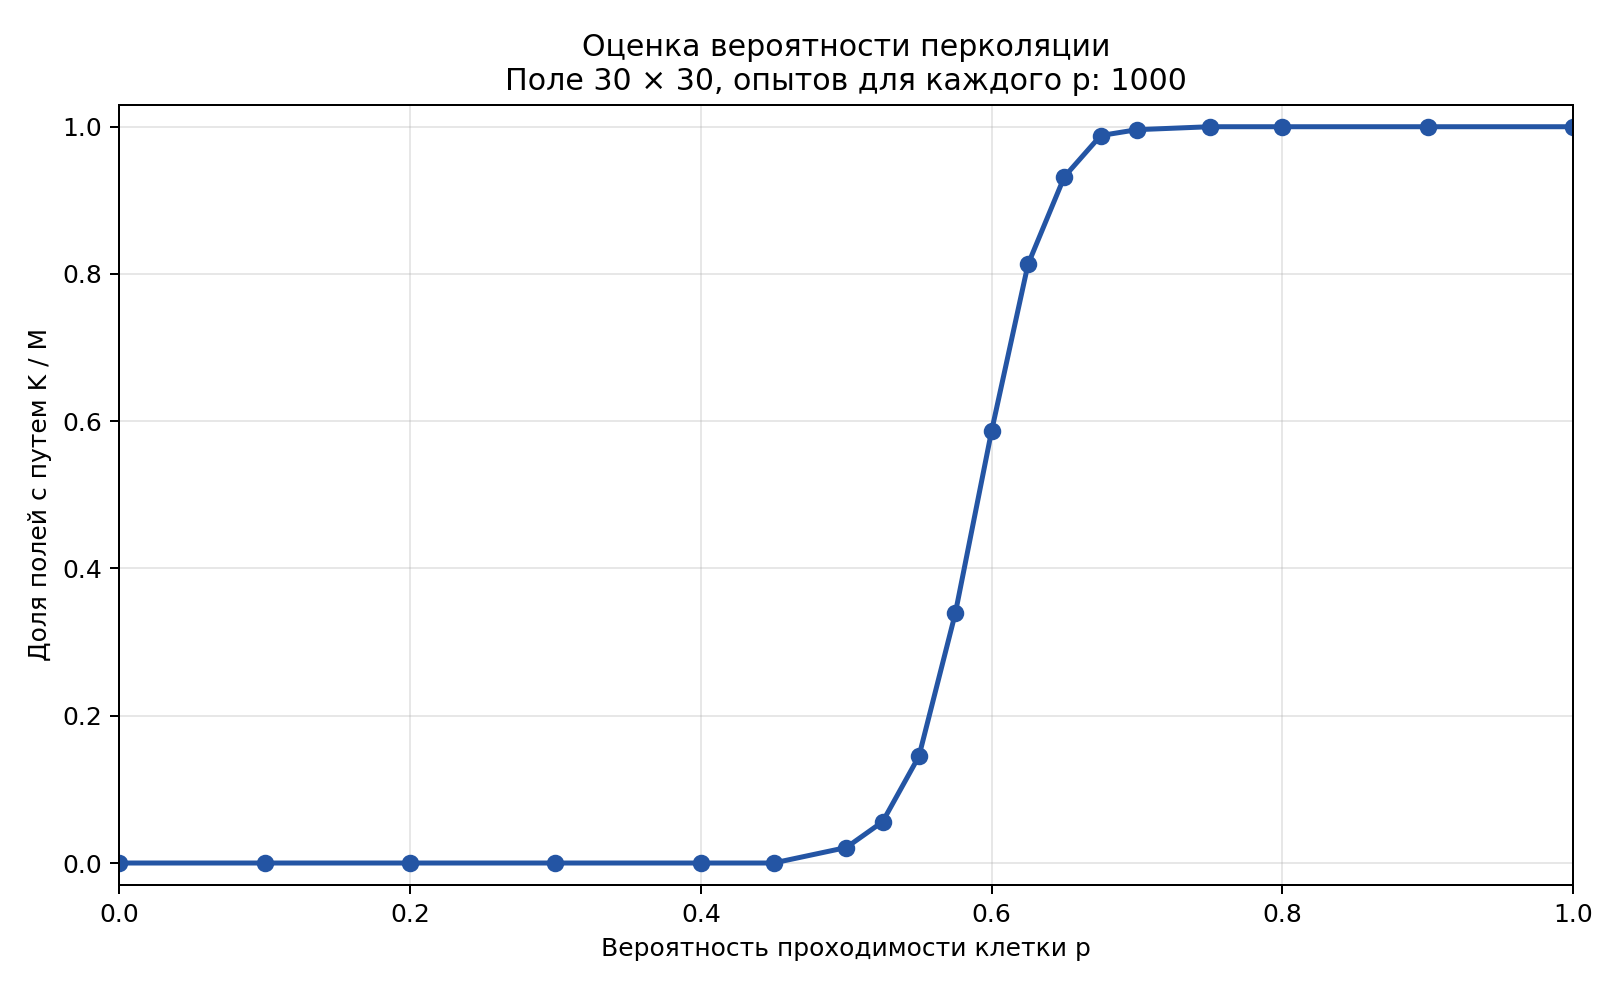 Оценка вероятности перколяции
Поле 30 × 30, опытов для каждого p: 1000
Доля полей с путем K / M
1.0
0.8
0.6
0.4
0.2
0.0
0.0 0.2 0.4 0.6 0.8 1.0
Вероятность проходимости клетки p